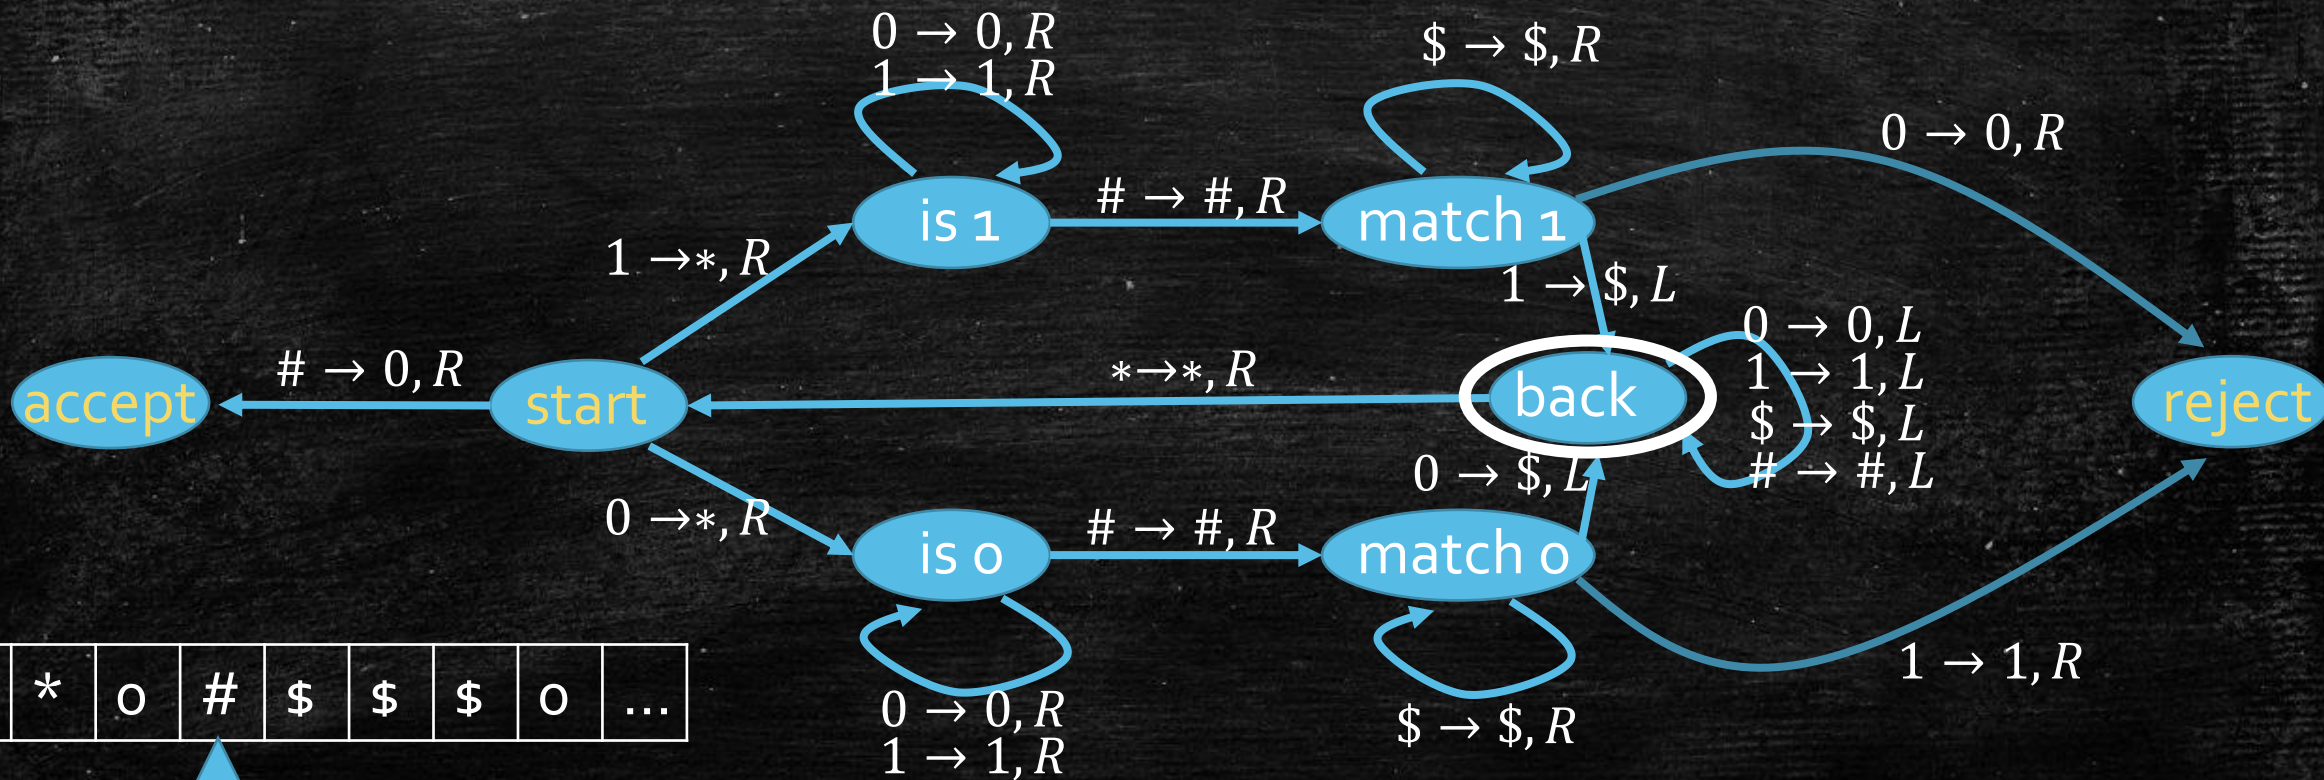 0 → 0, R
1 → 1, R
$ → $, R
0 → 0, R
is 1
# → #, R
match 1
1 →*, R
1 → $, L
accept
# → 0, R
start
*→*, R
back
0 → 0, L
1 → 1, L
$ → $, L
# → #, L
reject
0 → $, L
0 →*, R
is 0
# → #, R
match 0
1 → 1, R
* 0 # $ $ $ 0 ...
0 → 0, R
1 → 1, R
$ → $, R